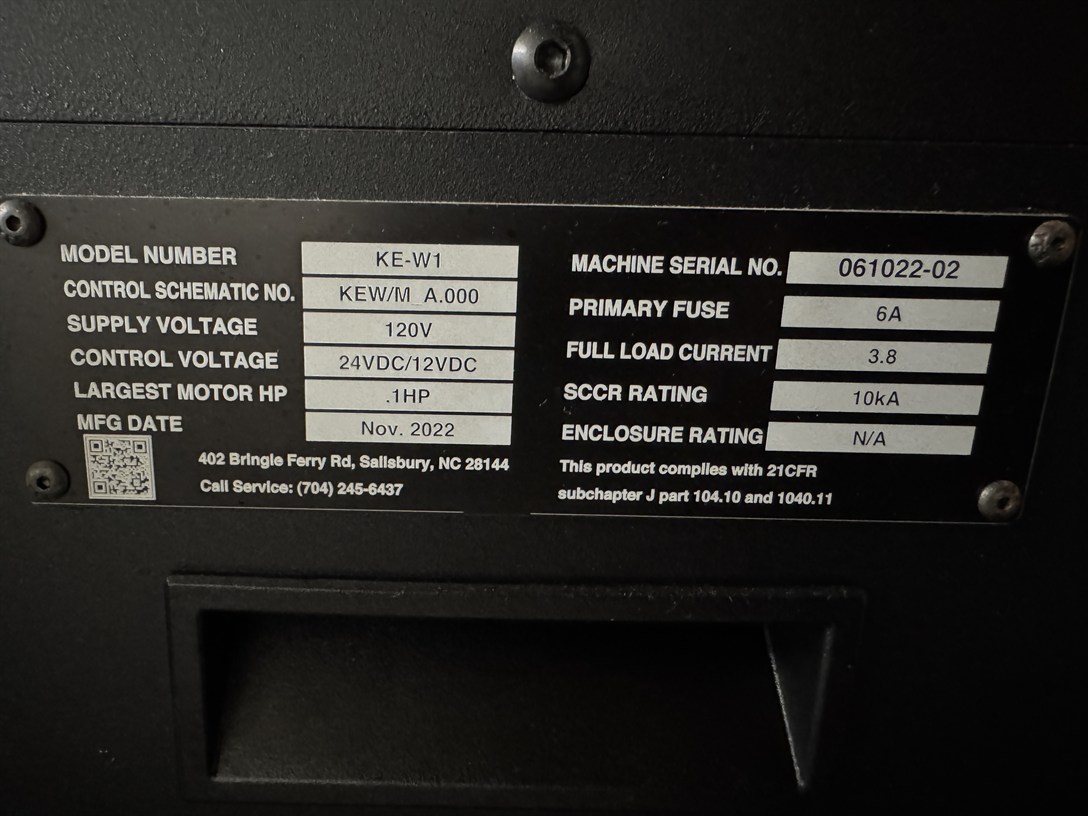 MODEL NUMBER KE-W1
CONTROL SCHEMATIC NO. KEW/M_A.000
SUPPLY VOLTAGE 120V
CONTROL VOLTAGE 24VDC/12VDC
LARGEST MOTOR HP .1HP
MFG DATE Nov. 2022
402 Bringle Ferry Rd, Sailsbury, NC 28144
Call Service: (704) 245-6437
MACHINE SERIAL NO. 061022-02
PRIMARY FUSE 6A
FULL LOAD CURRENT 3.8
SCCR RATING 10kA
ENCLOSURE RATING N/A
This product complies with 21CFR
subchapter J part 104.10 and 1040.11